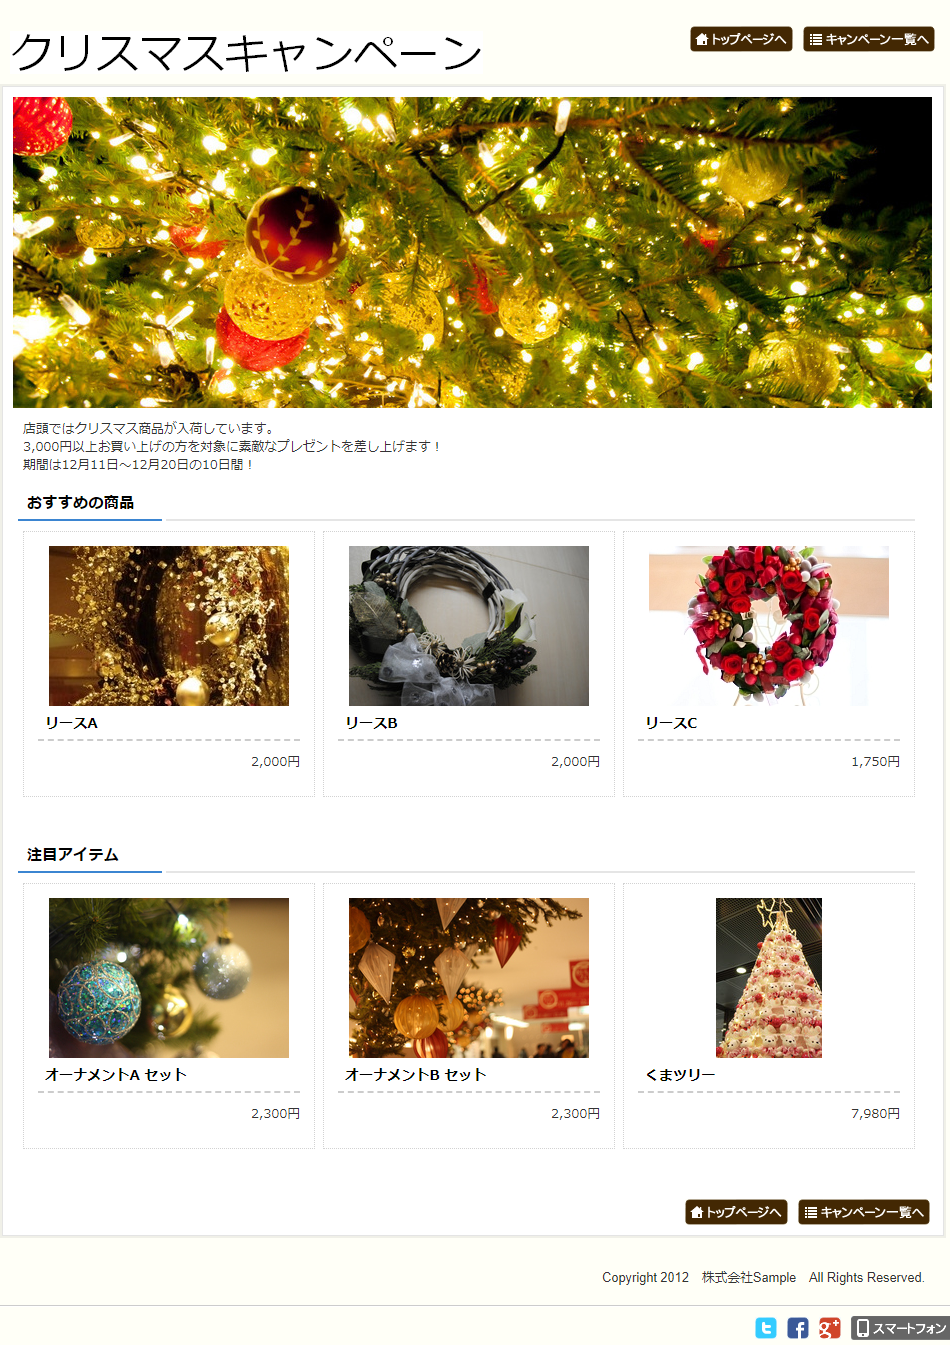 クリスマスキャンペーン
トップページへ
キャンペーン一覧へ
店頭ではクリスマス商品が入荷しています。
3,000円以上お買い上げの方を対象に素敵なプレゼントを差し上げます！
期間は12月11日～12月20日の10日間！
おすすめの商品
リースA
リースB
リースC
2,000円
2,000円
1,750円
注目アイテム
オーナメントA セット
オーナメントB セット
くまツリー
2,300円
2,300円
7,980円
トップページへ
キャンペーン一覧へ
Copyright 2012　株式会社Sample　All Rights Reserved.
スマートフォン